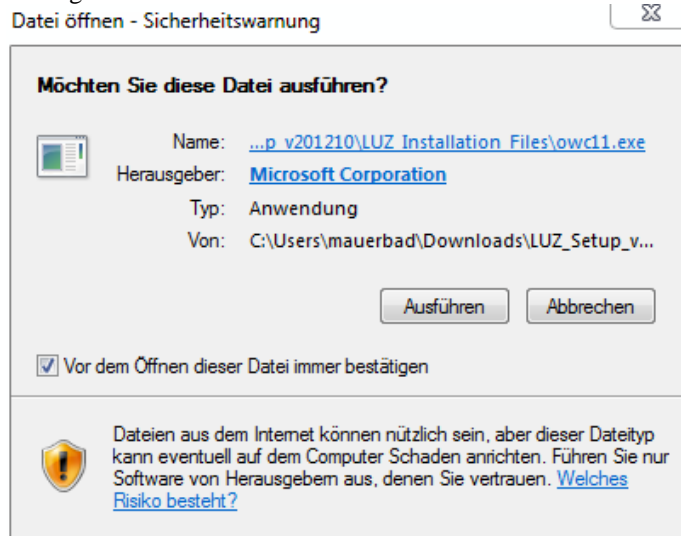 Datei öffnen - Sicherheitswarnung
Möchten Sie diese Datei ausführen?
Name: ...p_v201210\LUZ Installation Files\owc11.exe
Herausgeber: Microsoft Corporation
Typ: Anwendung
Von: C:\Users\mauerbad\Downloads\LUZ_Setup_v...
Ausführen Abbrechen
Vor dem Öffnen dieser Datei immer bestätigen
Dateien aus dem Internet können nützlich sein, aber dieser Dateityp
kann eventuell auf dem Computer Schaden anrichten. Führen Sie nur
Software von Herausgebern aus, denen Sie vertrauen. Welches
Risiko besteht?